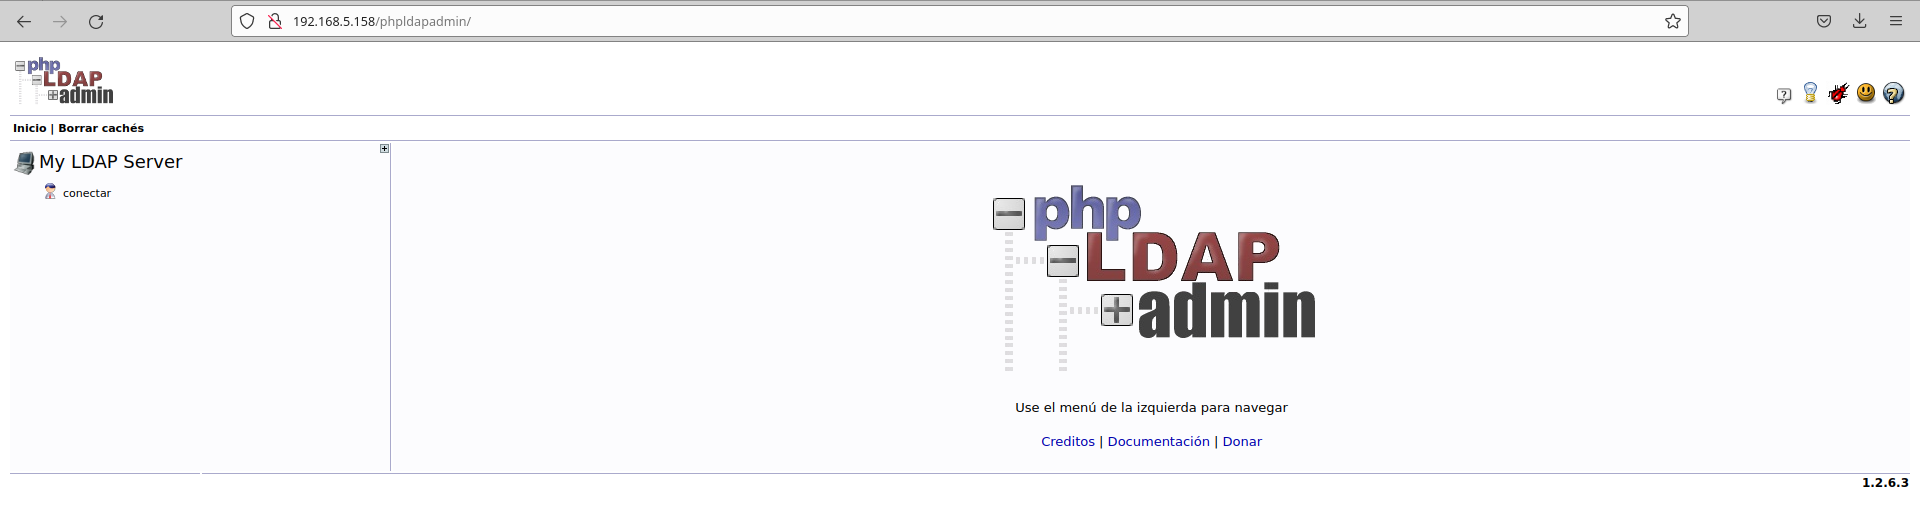 192.168.5.158/phpldapadmin/
php
LDAP
admin
Inicio | Borrar cachés
My LDAP Server
conectar
php
LDAP
admin
Use el menú de la izquierda para navegar
Creditos | Documentación | Donar
1.2.6.3